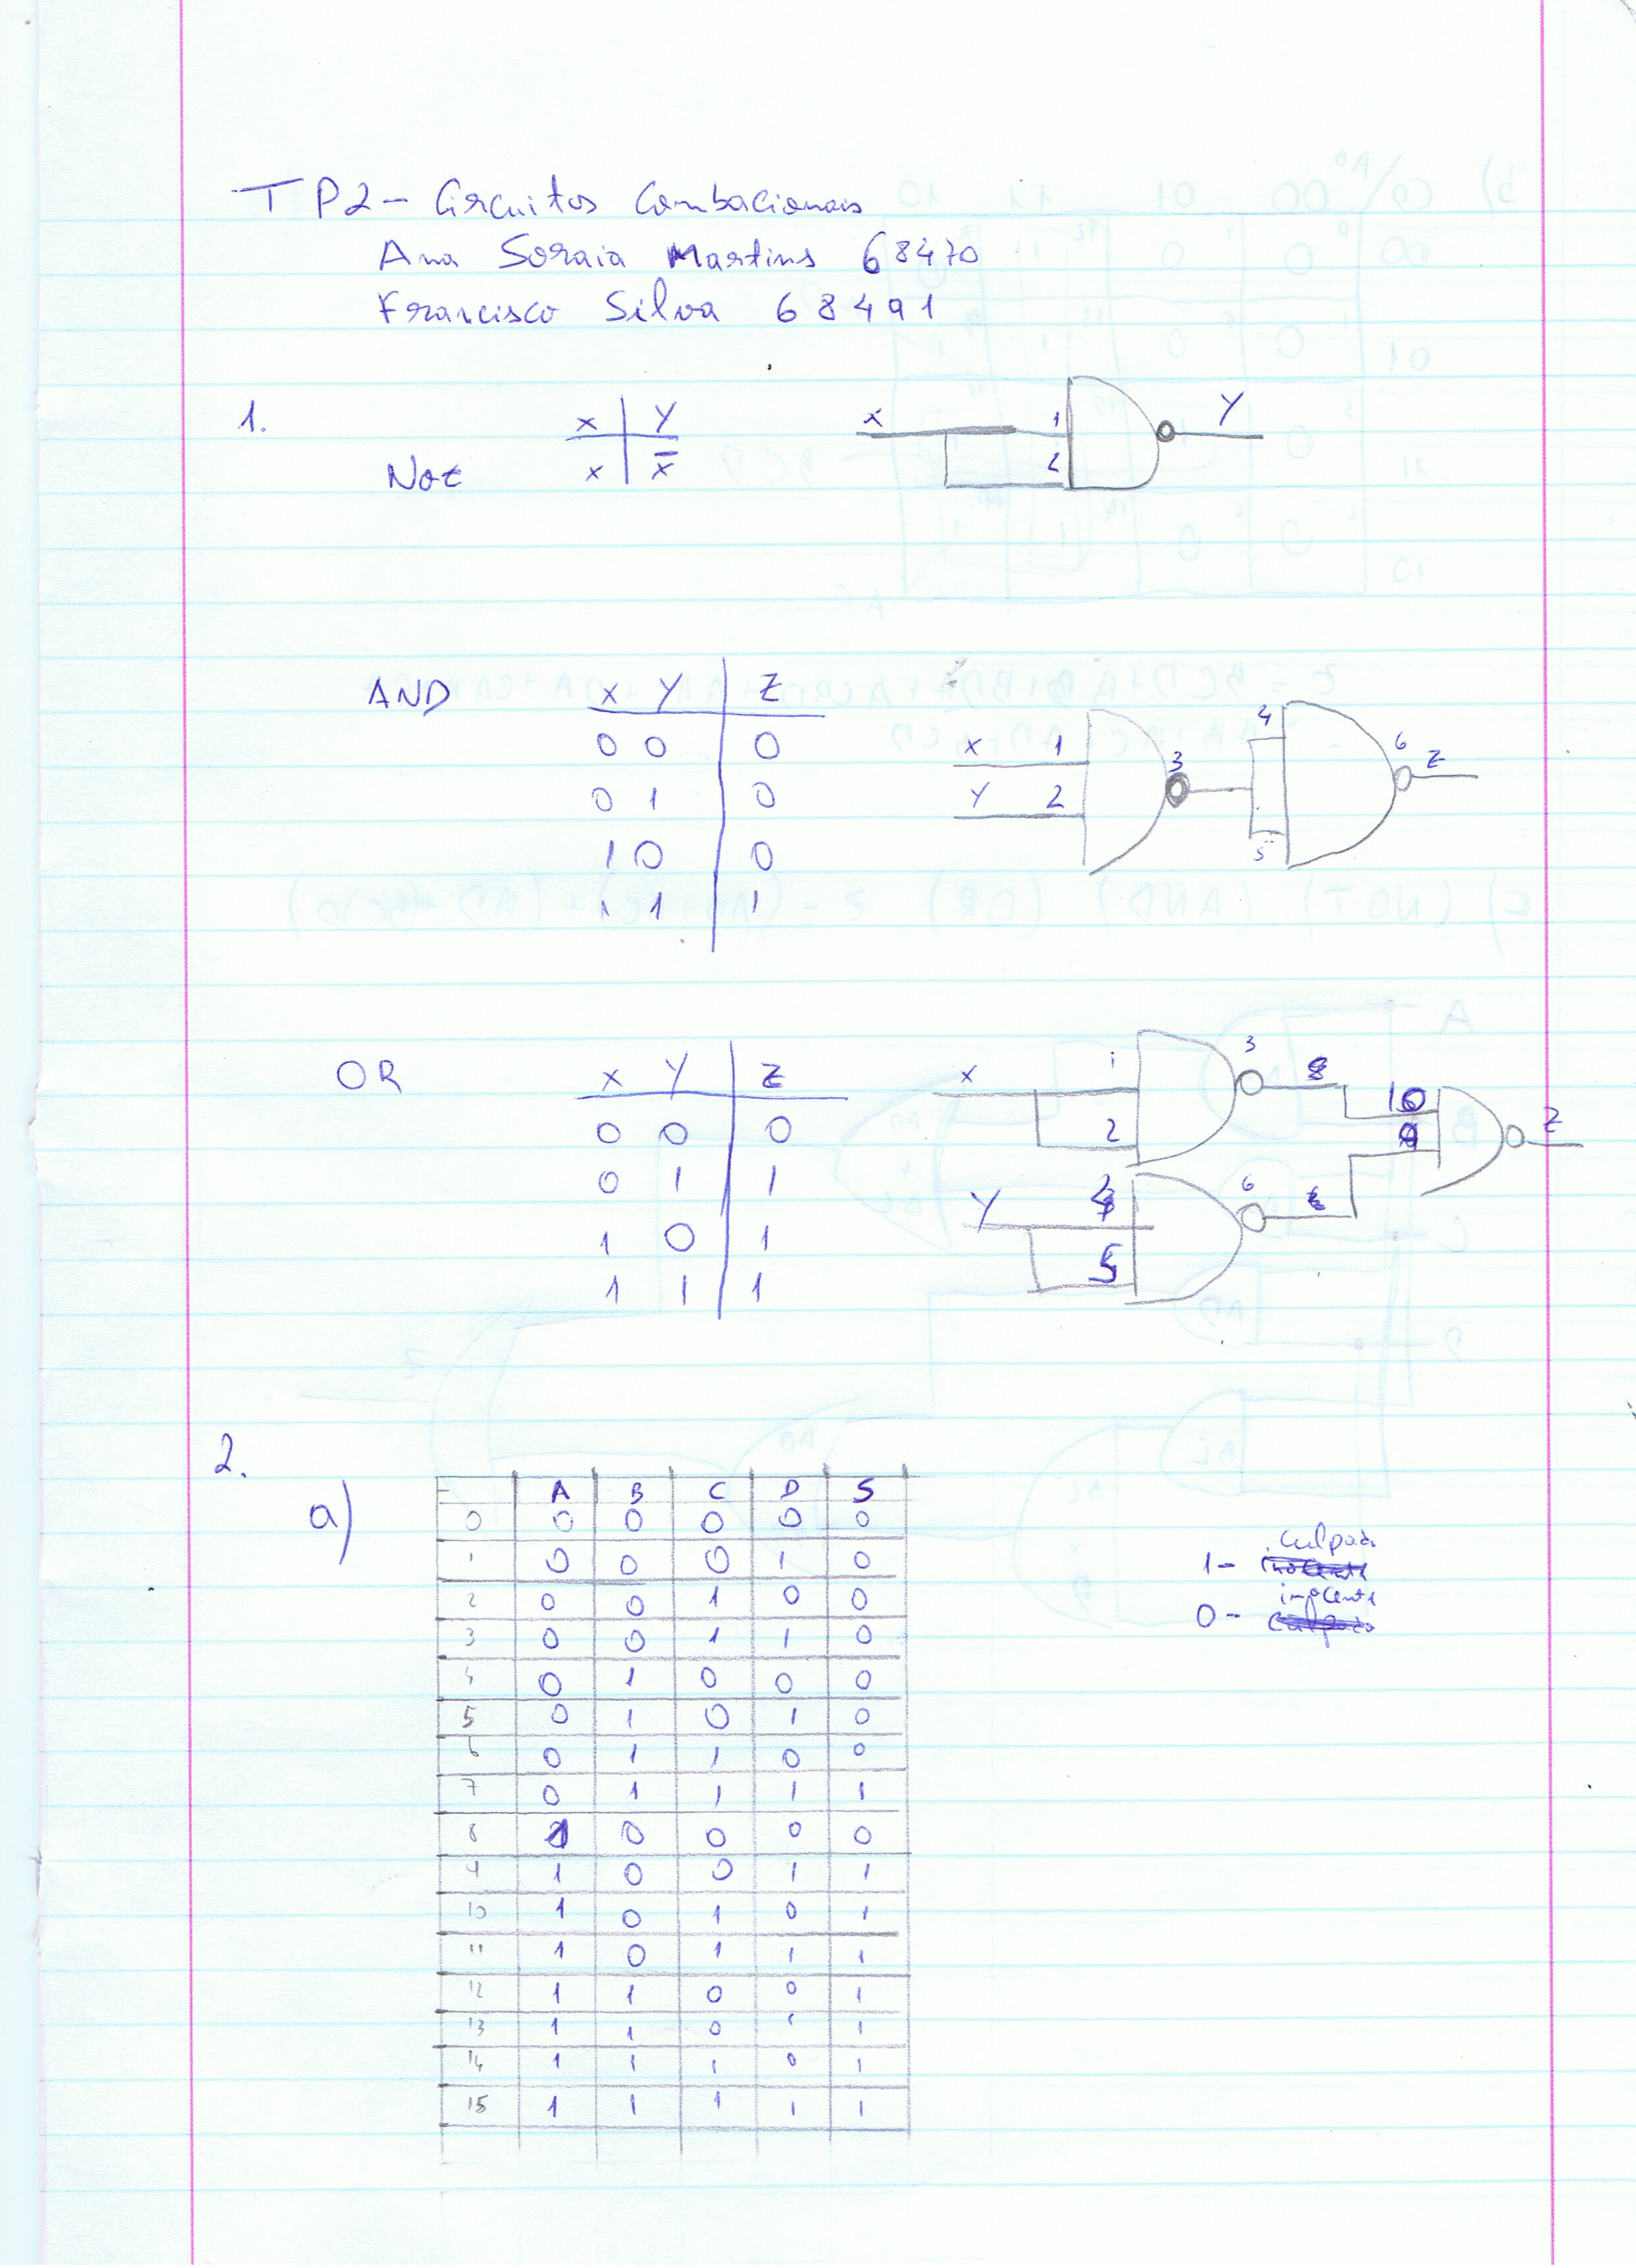 TP2 - Circuitos Combacionais
Ana Soraia Martins 68470
Francisco Silva 68491
1.
Not
x Y
x x̅
x 1 2 Y
AND
x Y Z
0 0 0
0 1 0
1 0 0
1 1 1
x 1 3 4 6 Z
Y 2 5
OR
x Y Z
0 0 0
0 1 1
1 0 1
1 1 1
x 1 2 3 8 10 9 Z
Y 4 5 6
2.
a)
A B C D S
0 0 0 0 0 0
1 0 0 0 1 0
2 0 0 1 0 0
3 0 0 1 1 0
4 0 1 0 0 0
5 0 1 0 1 0
6 0 1 1 0 0
7 0 1 1 1 1
8 1 0 0 0 0
9 1 0 0 1 1
10 1 0 1 0 1
11 1 0 1 1 1
12 1 1 0 0 1
13 1 1 0 1 1
14 1 1 1 0 1
15 1 1 1 1 1
1 - culpado
0 - inocente